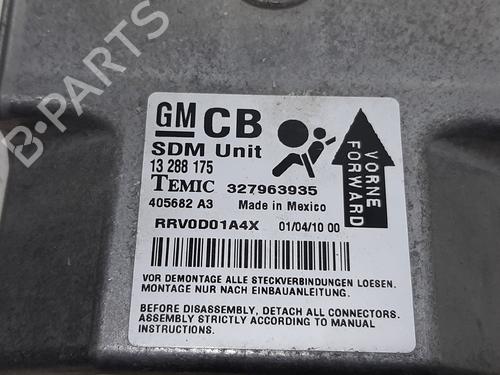 B-PARTS
GM CB
SDM Unit
13 288 175
TEMIC 327963935
405682 A3 Made in Mexico
RRV0D01A4X 01/04/10 00
VORNE
FORWARD
VOR DEMONTAGE ALLE STECKVERBINDUNGEN LOESEN.
MONTAGE NUR NACH EINBAUANLEITUNG.
BEFORE DISASSEMBLY, DETACH ALL CONNECTORS.
ASSEMBLY STRICTLY ACCORDING TO MANUAL
INSTRUCTIONS.